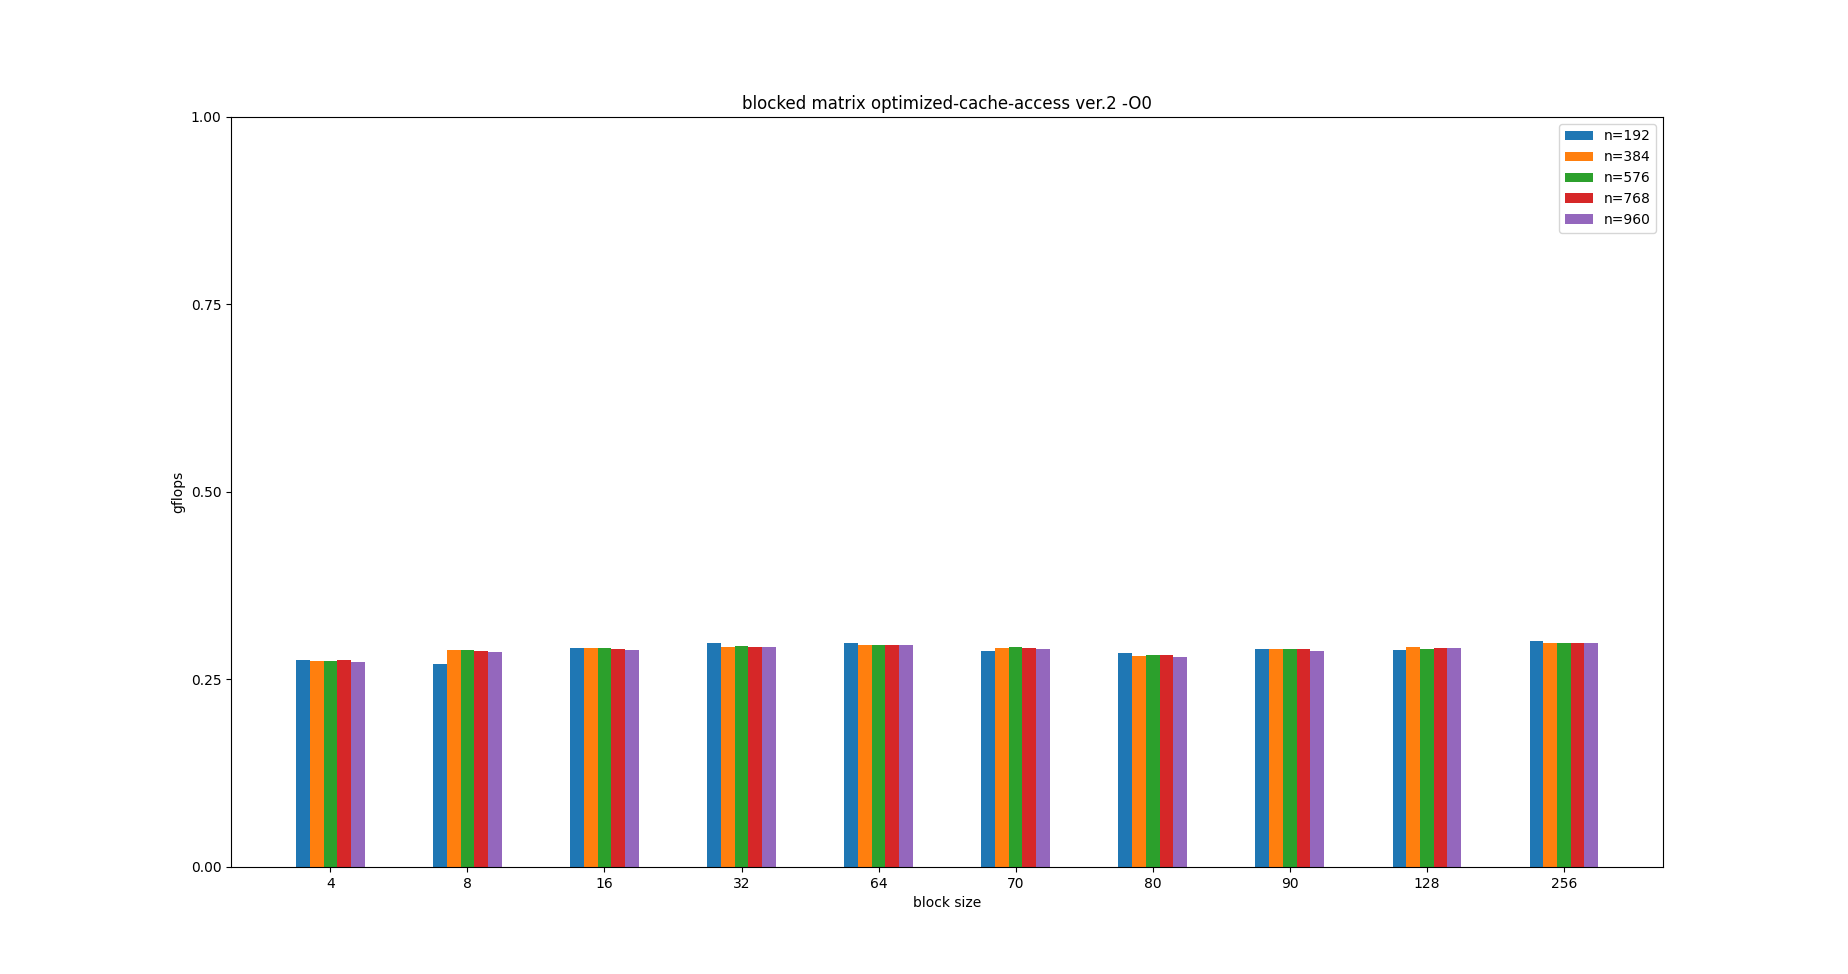 blocked matrix optimized-cache-access ver.2 -O0
1.00
0.75
0.50
0.25
0.00
gflops
n=192
n=384
n=576
n=768
n=960
4 8 16 32 64 70 80 90 128 256
block size